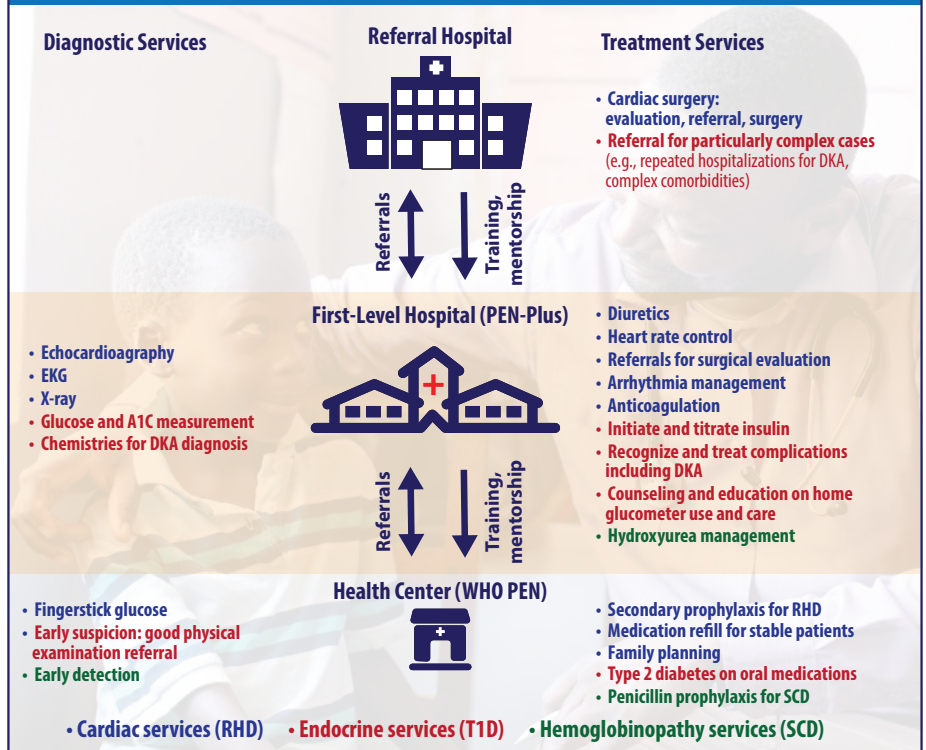 Diagnostic Services
Referral Hospital
Treatment Services
• Cardiac surgery:
evaluation, referral, surgery
• Referral for particularly complex cases
(e.g., repeated hospitalizations for DKA,
complex comorbidities)
Referrals
Training,
mentorship
First-Level Hospital (PEN-Plus)
• Echocardioagraphy
• EKG
• X-ray
• Glucose and A1C measurement
• Chemistries for DKA diagnosis
• Diuretics
• Heart rate control
• Referrals for surgical evaluation
• Arrhythmia management
• Anticoagulation
• Initiate and titrate insulin
• Recognize and treat complications
including DKA
• Counseling and education on home
glucometer use and care
• Hydroxyurea management
Referrals
Training,
mentorship
Health Center (WHO PEN)
• Fingerstick glucose
• Early suspicion: good physical
examination referral
• Early detection
• Secondary prophylaxis for RHD
• Medication refill for stable patients
• Family planning
• Type 2 diabetes on oral medications
• Penicillin prophylaxis for SCD
• Cardiac services (RHD) • Endocrine services (T1D) • Hemoglobinopathy services (SCD)